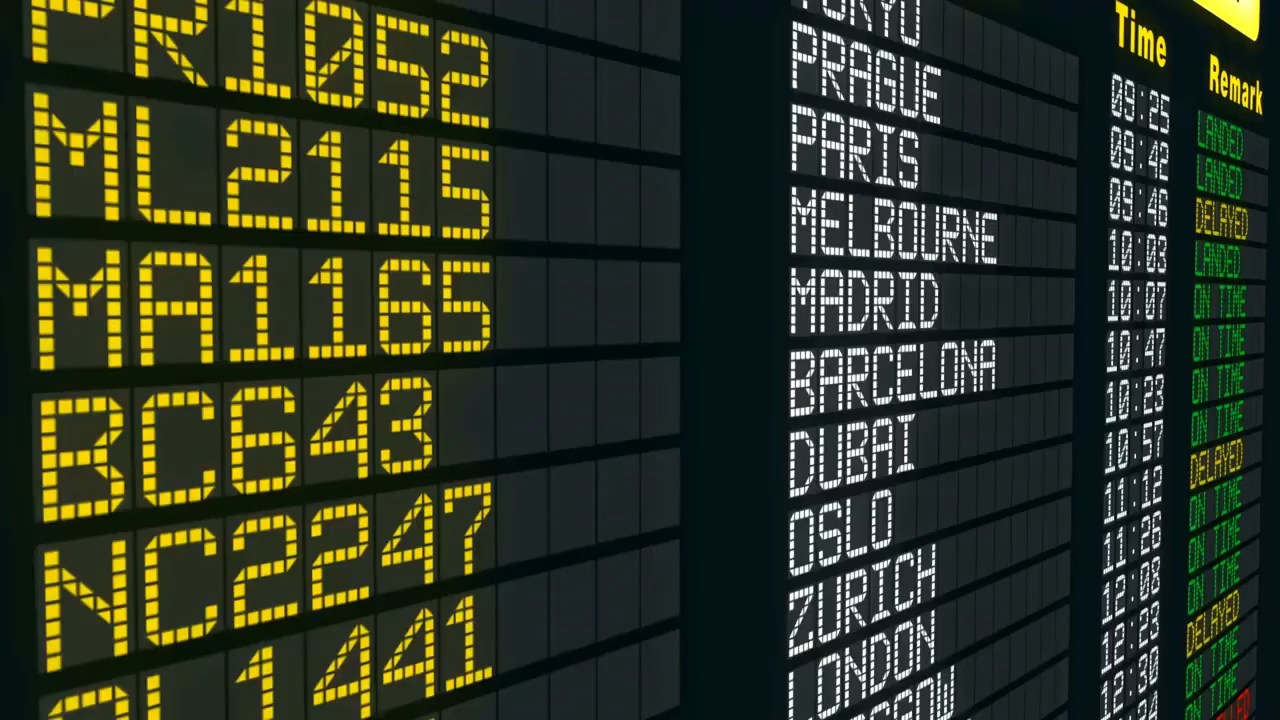 Time Remark
TOKYO 09:25 LANDED
PRAGUE 09:42 LANDED
PR1052 PARIS 09:46 DELAYED
ML2115 MELBOURNE 10:03 LANDED
MA1165 MADRID 10:07 ON TIME
BC643 BARCELONA 10:47 ON TIME
NC2247 DUBAI 10:23 ON TIME
OL1441 OSLO 10:57 ON TIME
ZURICH 11:12 DELAYED
LONDON 11:26 ON TIME
12:08 ON TIME
12:23 ON TIME
12:30 DELAYED
ON TIME
ON TIME